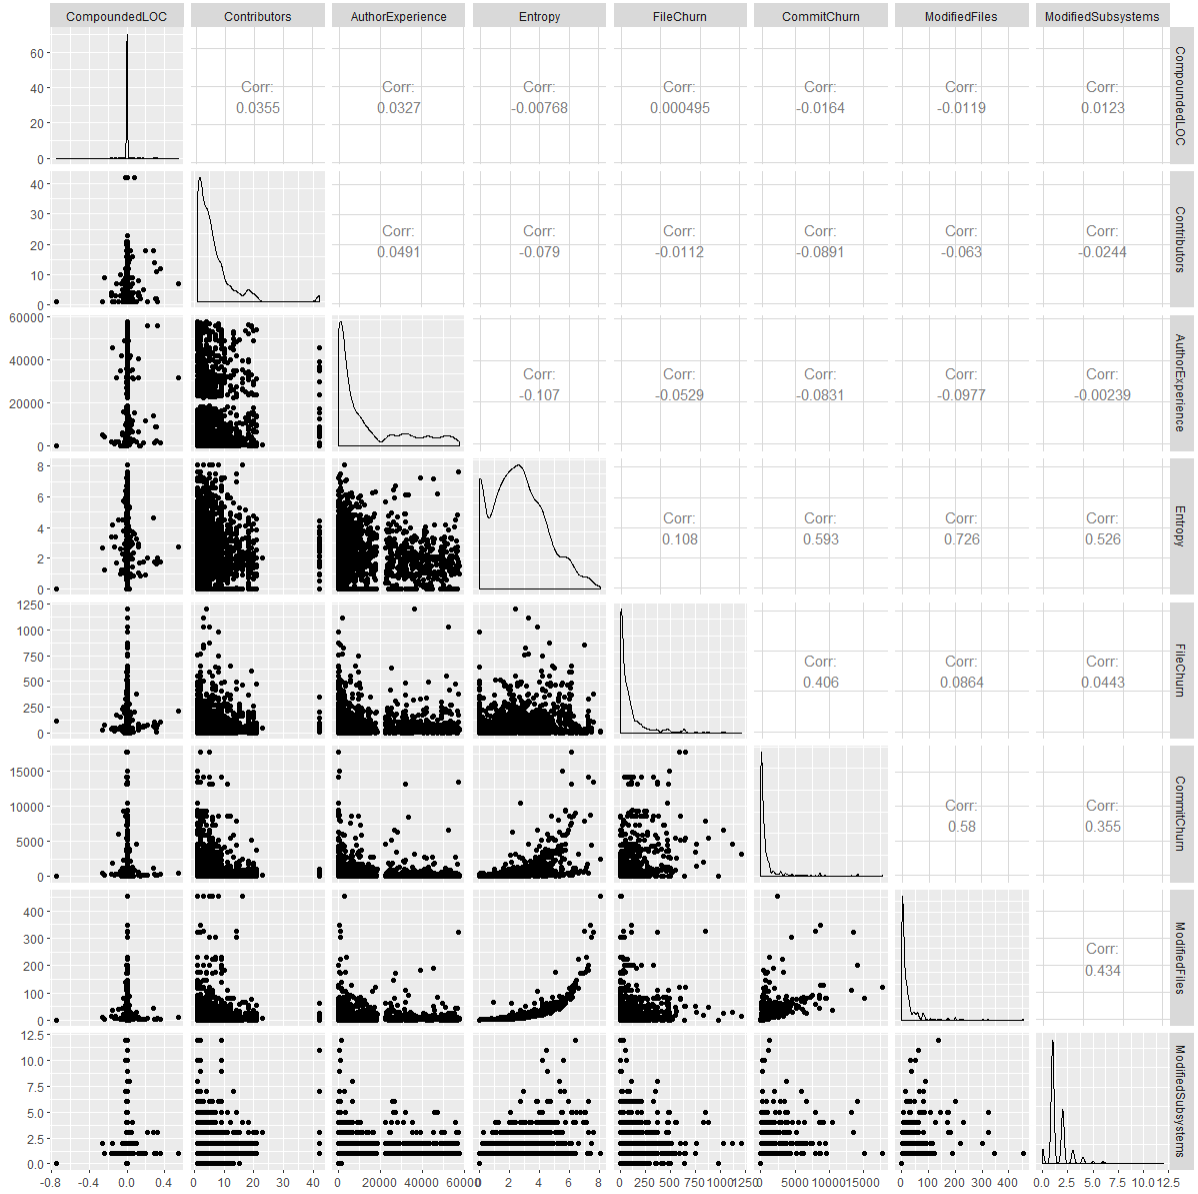 CompoundedLOC Contributors AuthorExperience Entropy FileChurn CommitChurn ModifiedFiles ModifiedSubsystems
60
40
20
0
Corr:
0.0355
Corr:
0.0327
Corr:
-0.00768
Corr:
0.000495
Corr:
-0.0164
Corr:
-0.0119
Corr:
0.0123
CompoundedLOC
40
30
20
10
0
Corr:
0.0491
Corr:
-0.079
Corr:
-0.0112
Corr:
-0.0891
Corr:
-0.063
Corr:
-0.0244
Contributors
60000
40000
20000
0
Corr:
-0.107
Corr:
-0.0529
Corr:
-0.0831
Corr:
-0.0977
Corr:
-0.00239
AuthorExperience
8
6
4
2
0
Corr:
0.108
Corr:
0.593
Corr:
0.726
Corr:
0.526
Entropy
1250
1000
750
500
250
0
Corr:
0.406
Corr:
0.0864
Corr:
0.0443
FileChurn
15000
10000
5000
0
Corr:
0.58
Corr:
0.355
CommitChurn
400
300
200
100
0
Corr:
0.434
ModifiedFiles
12.5
10.0
7.5
5.0
2.5
0.0
ModifiedSubsystems
-0.8 -0.4 0.0 0.4 0 10 20 30 40 0 20000 40000 60000 0 2 4 6 8 0 250 500 750 1000 1250 0 5000 10000 15000 0 100 200 300 400 0.0 2.5 5.0 7.5 10.0 12.5